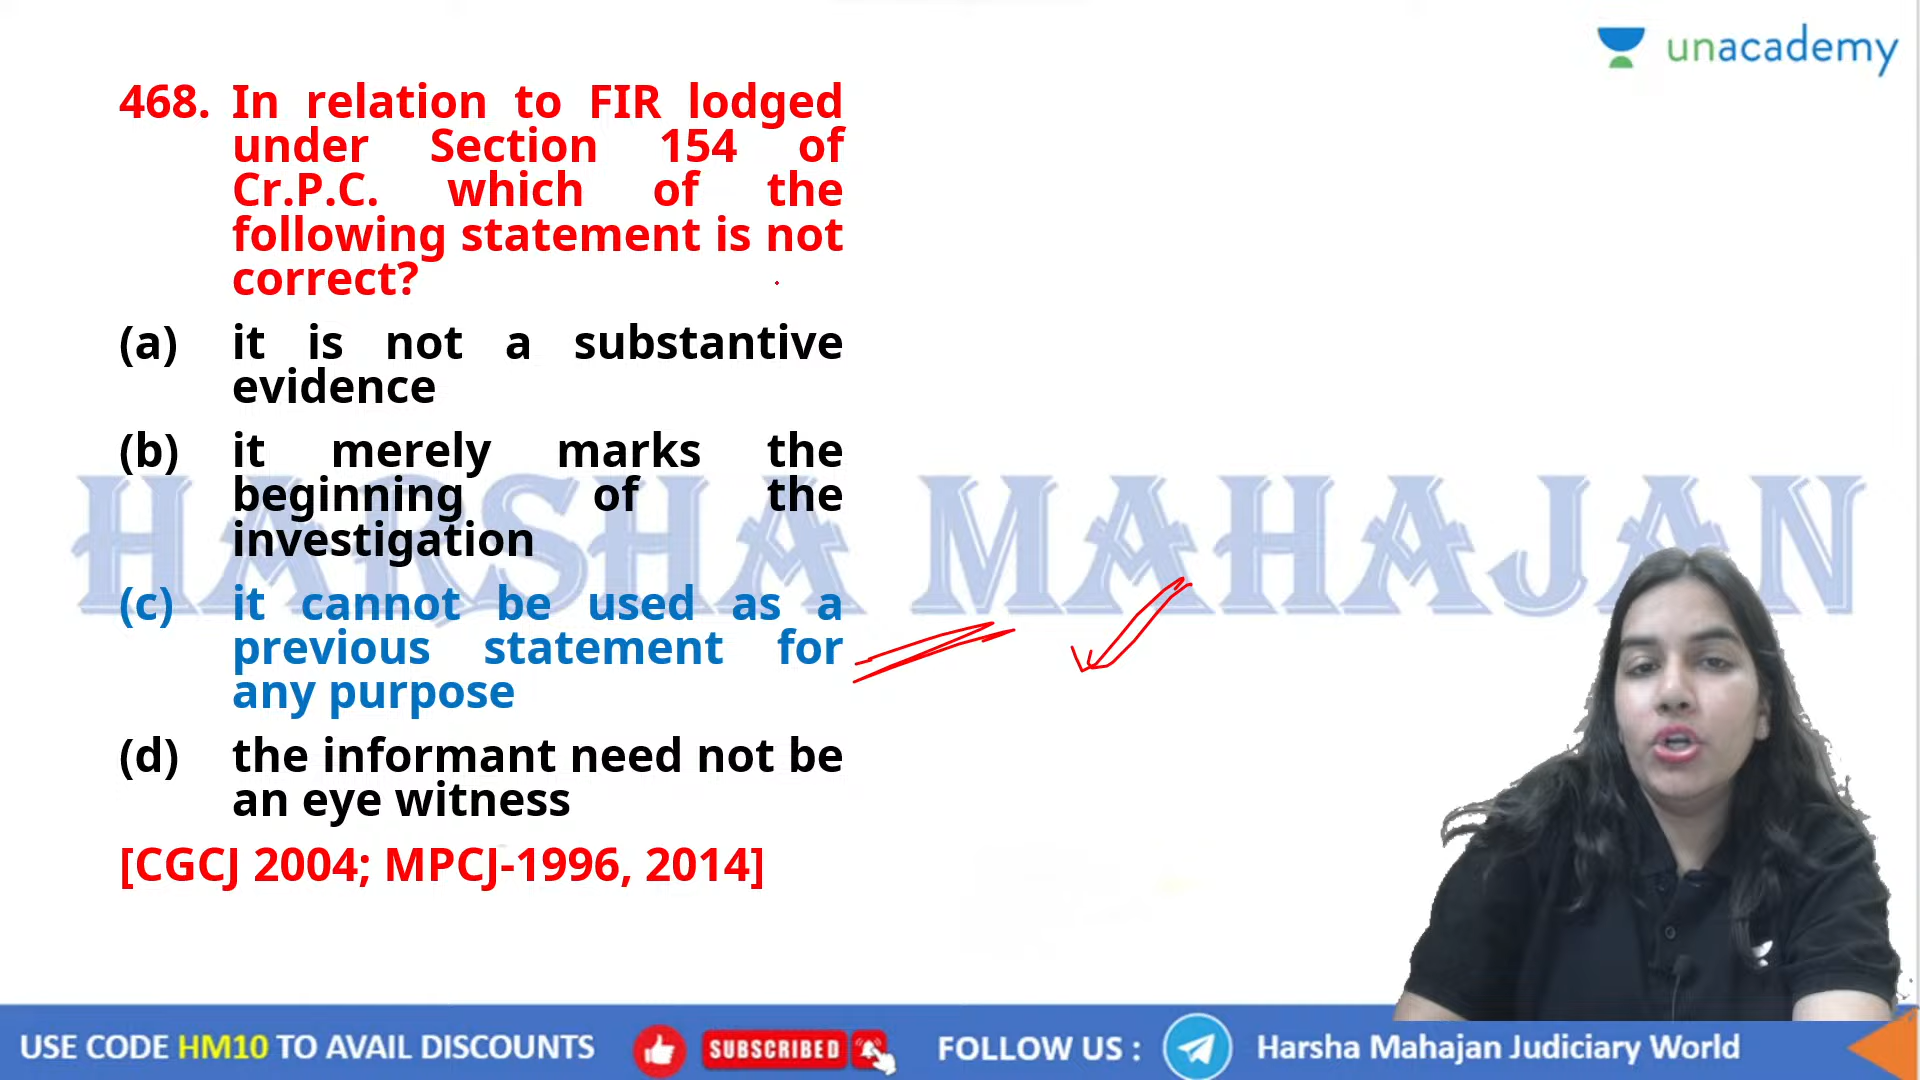 unacademy
468. In relation to FIR lodged
under Section 154 of
Cr.P.C. which of the
following statement is not
correct?
(a) it is not a substantive
evidence
(b) it merely marks the
beginning of the
investigation
HARSHA MAHAJAN
(c) it cannot be used as a
previous statement for
any purpose
(d) the informant need not be
an eye witness
[CGCJ 2004; MPCJ-1996, 2014]
USE CODE HM10 TO AVAIL DISCOUNTS
SUBSCRIBED
FOLLOW US :
Harsha Mahajan Judiciary World